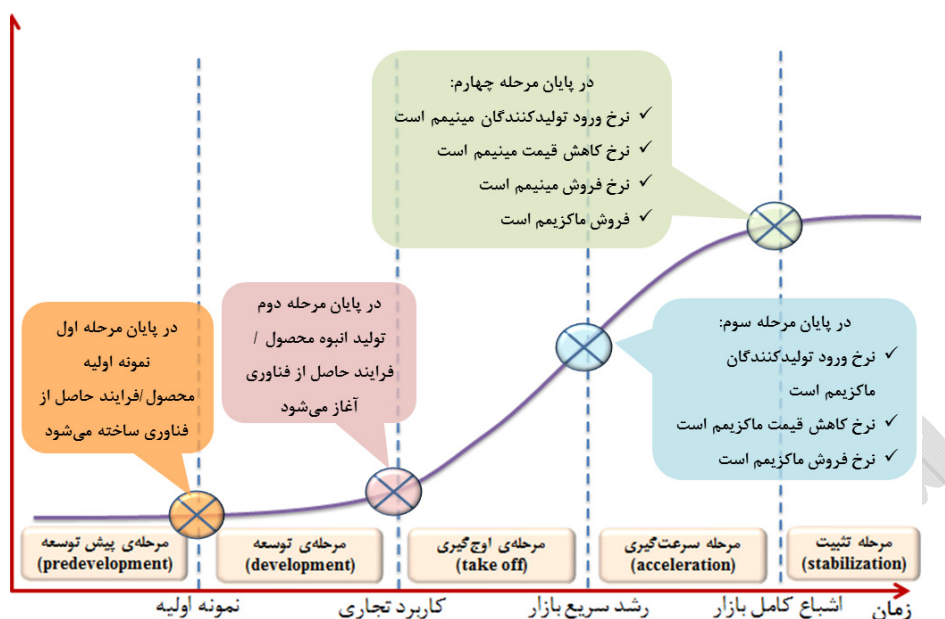 در پایان مرحله چهارم:
✓ نرخ ورود تولیدکنندگان مینیمم است
✓ نرخ کاهش قیمت مینیمم است
✓ نرخ فروش مینیمم است
✓ فروش ماکزیمم است
در پایان مرحله سوم:
✓ نرخ ورود تولیدکنندگان
ماکزیمم است
✓ نرخ کاهش قیمت ماکزیمم است
✓ نرخ فروش ماکزیمم است
در پایان مرحله دوم
تولید انبوه محصول /
فرایند حاصل از فناوری
آغاز می‌شود
در پایان مرحله اول
نمونه اولیه
محصول/فرایند حاصل از
فناوری ساخته می‌شود
مرحله‌ی پیش توسعه
(predevelopment)
مرحله‌ی توسعه
(development)
مرحله‌ی اوج‌گیری
(take off)
مرحله سرعت‌گیری
(acceleration)
مرحله تثبیت
(stabilization)
نمونه اولیه
کاربرد تجاری
رشد سریع بازار
اشباع کامل بازار
زمان